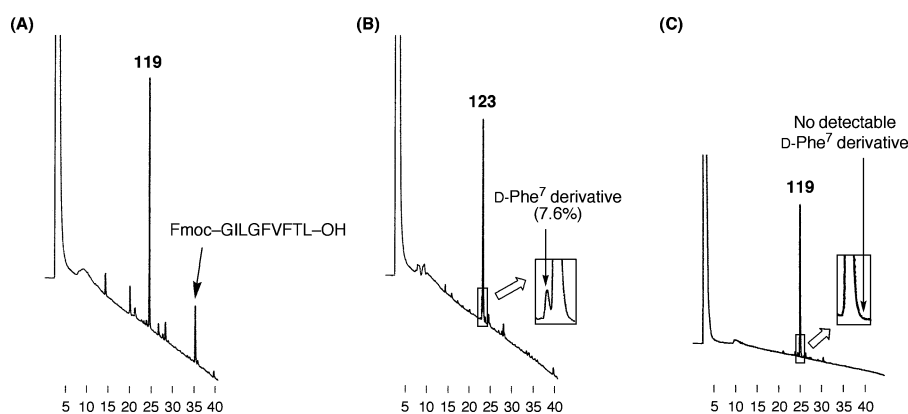 (A)
119
Fmoc–GILGFVFTL–OH
5 10 15 20 25 30 35 40
(B)
123
D-Phe7 derivative
(7.6%)
5 10 15 20 25 30 35 40
(C)
No detectable
D-Phe7 derivative
119
5 10 15 20 25 30 35 40